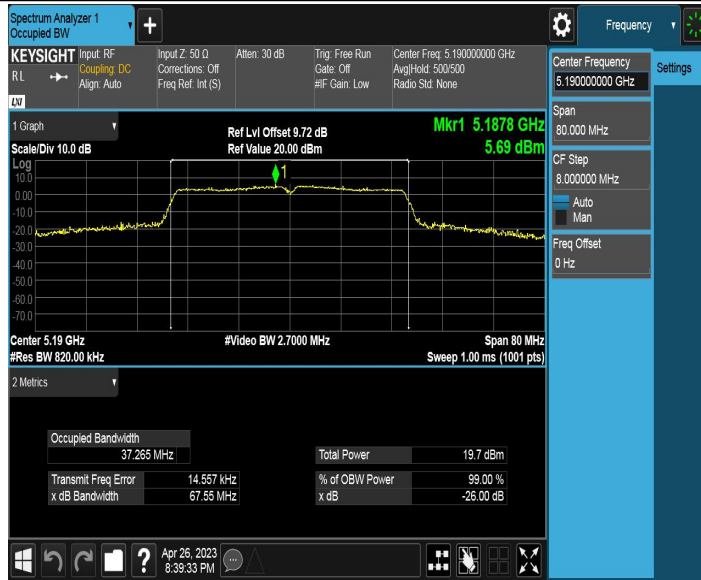 Spectrum Analyzer 1
Occupied BW
+
Frequency
KEYSIGHT
RL
LXI
Input: RF
Coupling: DC
Align: Auto
Input Z: 50 Ω
Corrections: Off
Freq Ref: Int (S)
Atten: 30 dB
Trig: Free Run
Gate: Off
#IF Gain: Low
Center Freq: 5.190000000 GHz
Avg|Hold: 500/500
Radio Std: None
Center Frequency
5.190000000 GHz
Settings
Span
80.000 MHz
CF Step
8.000000 MHz
Auto
Man
Freq Offset
0 Hz
1 Graph
Scale/Div 10.0 dB
Ref Lvl Offset 9.72 dB
Ref Value 20.00 dBm
Mkr1 5.1878 GHz
5.69 dBm
Log
10.0
0.00
-10.0
-20.0
-30.0
-40.0
-50.0
-60.0
-70.0
1
Center 5.19 GHz
#Res BW 820.00 kHz
#Video BW 2.7000 MHz
Span 80 MHz
Sweep 1.00 ms (1001 pts)
2 Metrics
Occupied Bandwidth
37.265 MHz
Total Power 19.7 dBm
Transmit Freq Error 14.557 kHz
% of OBW Power 99.00 %
x dB Bandwidth 67.55 MHz
x dB -26.00 dB
?
Apr 26, 2023
8:39:33 PM